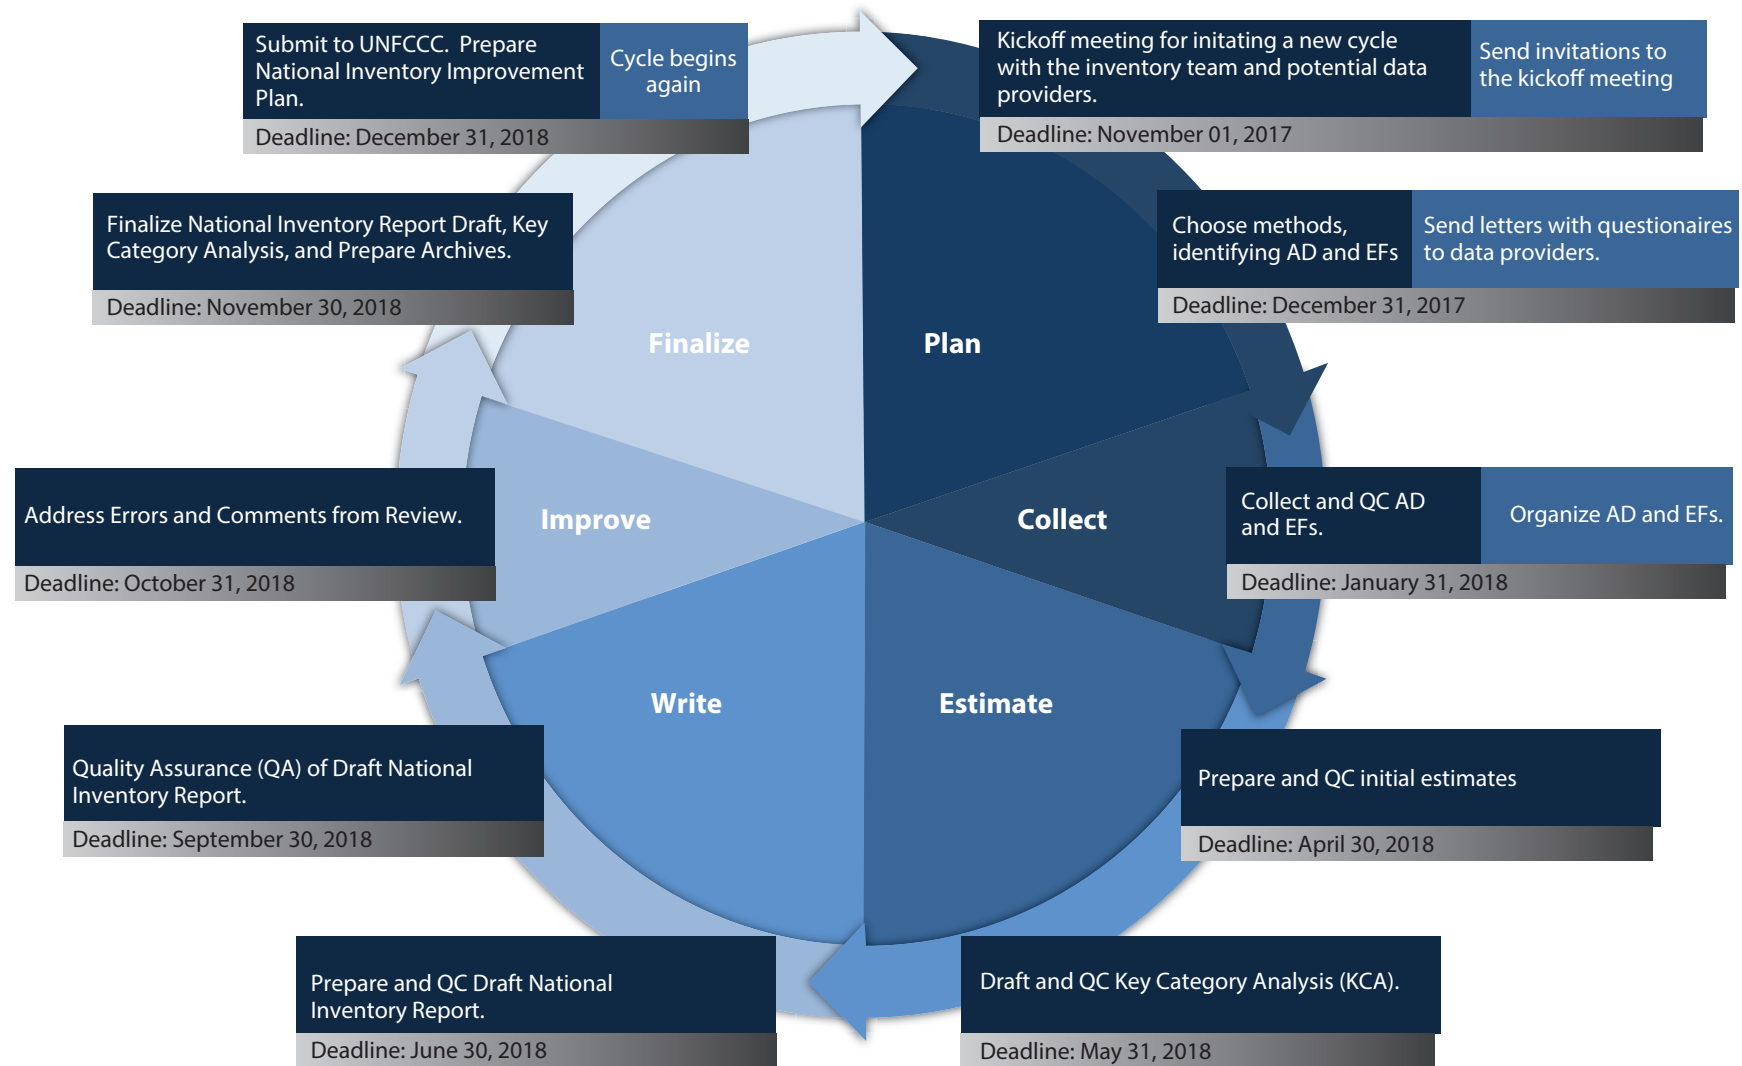 Submit to UNFCCC.  Prepare
National Inventory Improvement
Plan.
Cycle begins
again
Deadline: December 31, 2018
Kickoff meeting for initating a new cycle
with the inventory team and potential data
providers.
Send invitations to
the kickoff meeting
Deadline: November 01, 2017
Finalize National Inventory Report Draft, Key
Category Analysis, and Prepare Archives.
Deadline: November 30, 2018
Choose methods,
identifying AD and EFs
Send letters with questionaires
to data providers.
Deadline: December 31, 2017
Finalize
Plan
Address Errors and Comments from Review.
Deadline: October 31, 2018
Improve
Collect
Collect and QC AD
and EFs.
Organize AD and EFs.
Deadline: January 31, 2018
Write
Estimate
Quality Assurance (QA) of Draft National
Inventory Report.
Deadline: September 30, 2018
Prepare and QC initial estimates
Deadline: April 30, 2018
Prepare and QC Draft National
Inventory Report.
Deadline: June 30, 2018
Draft and QC Key Category Analysis (KCA).
Deadline: May 31, 2018